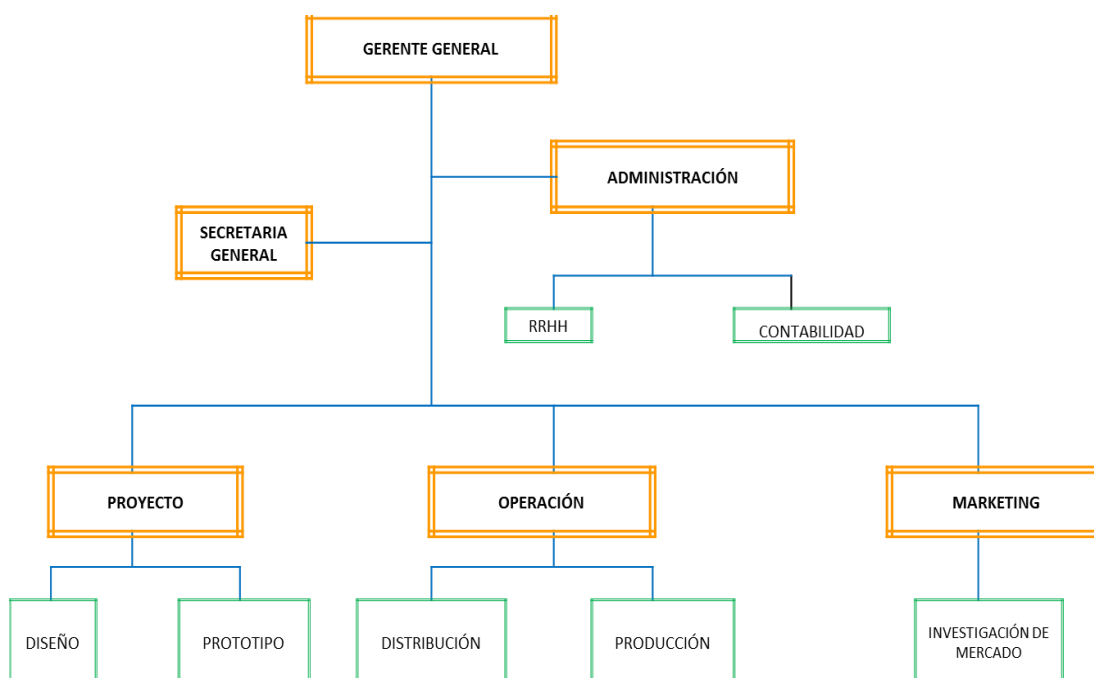 GERENTE GENERAL
ADMINISTRACIÓN
SECRETARIA
GENERAL
RRHH
CONTABILIDAD
PROYECTO
OPERACIÓN
MARKETING
DISEÑO
PROTOTIPO
DISTRIBUCIÓN
PRODUCCIÓN
INVESTIGACIÓN DE
MERCADO